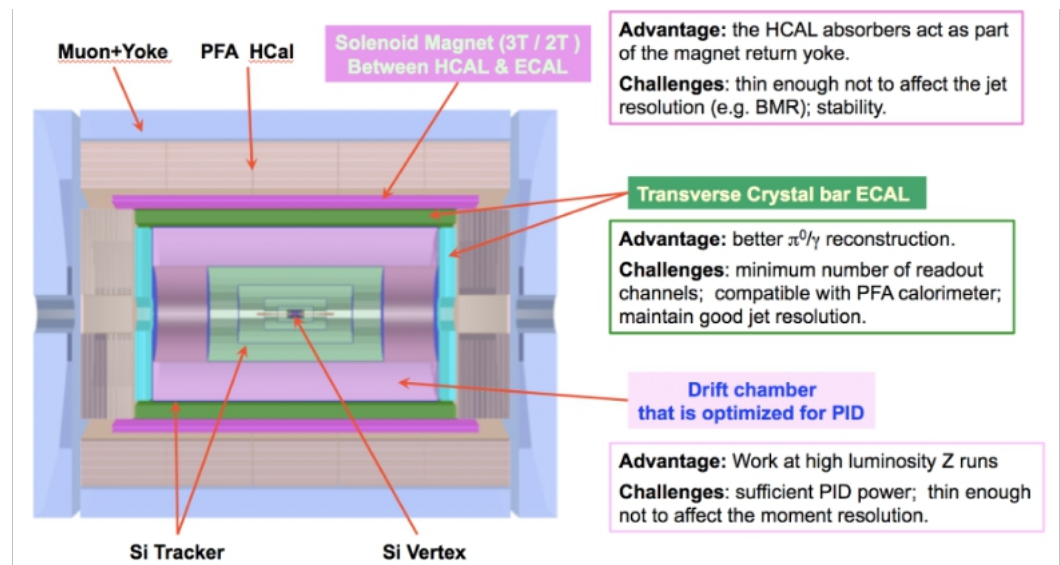 Muon+Yoke
PFA HCal
Solenoid Magnet (3T / 2T )
Between HCAL & ECAL
Advantage: the HCAL absorbers act as part
of the magnet return yoke.
Challenges: thin enough not to affect the jet
resolution (e.g. BMR); stability.
Transverse Crystal bar ECAL
Advantage: better π⁰/γ reconstruction.
Challenges: minimum number of readout
channels; compatible with PFA calorimeter;
maintain good jet resolution.
Drift chamber
that is optimized for PID
Advantage: Work at high luminosity Z runs
Challenges: sufficient PID power; thin enough
not to affect the moment resolution.
Si Tracker
Si Vertex